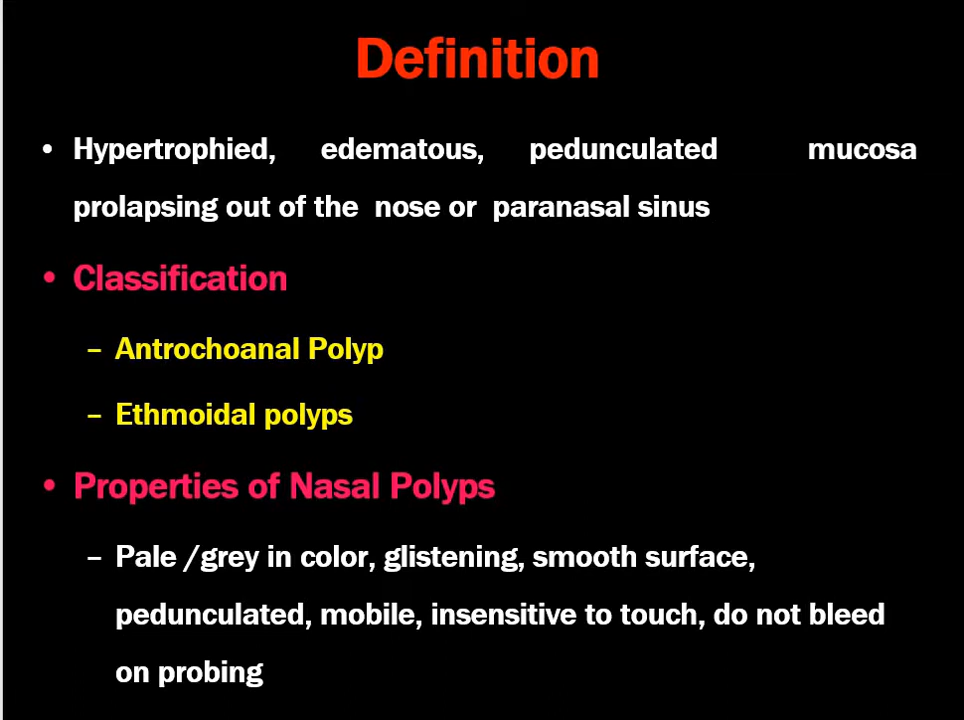 Definition
• Hypertrophied, edematous, pedunculated mucosa
prolapsing out of the nose or paranasal sinus
• Classification
– Antrochoanal Polyp
– Ethmoidal polyps
• Properties of Nasal Polyps
– Pale /grey in color, glistening, smooth surface,
pedunculated, mobile, insensitive to touch, do not bleed
on probing